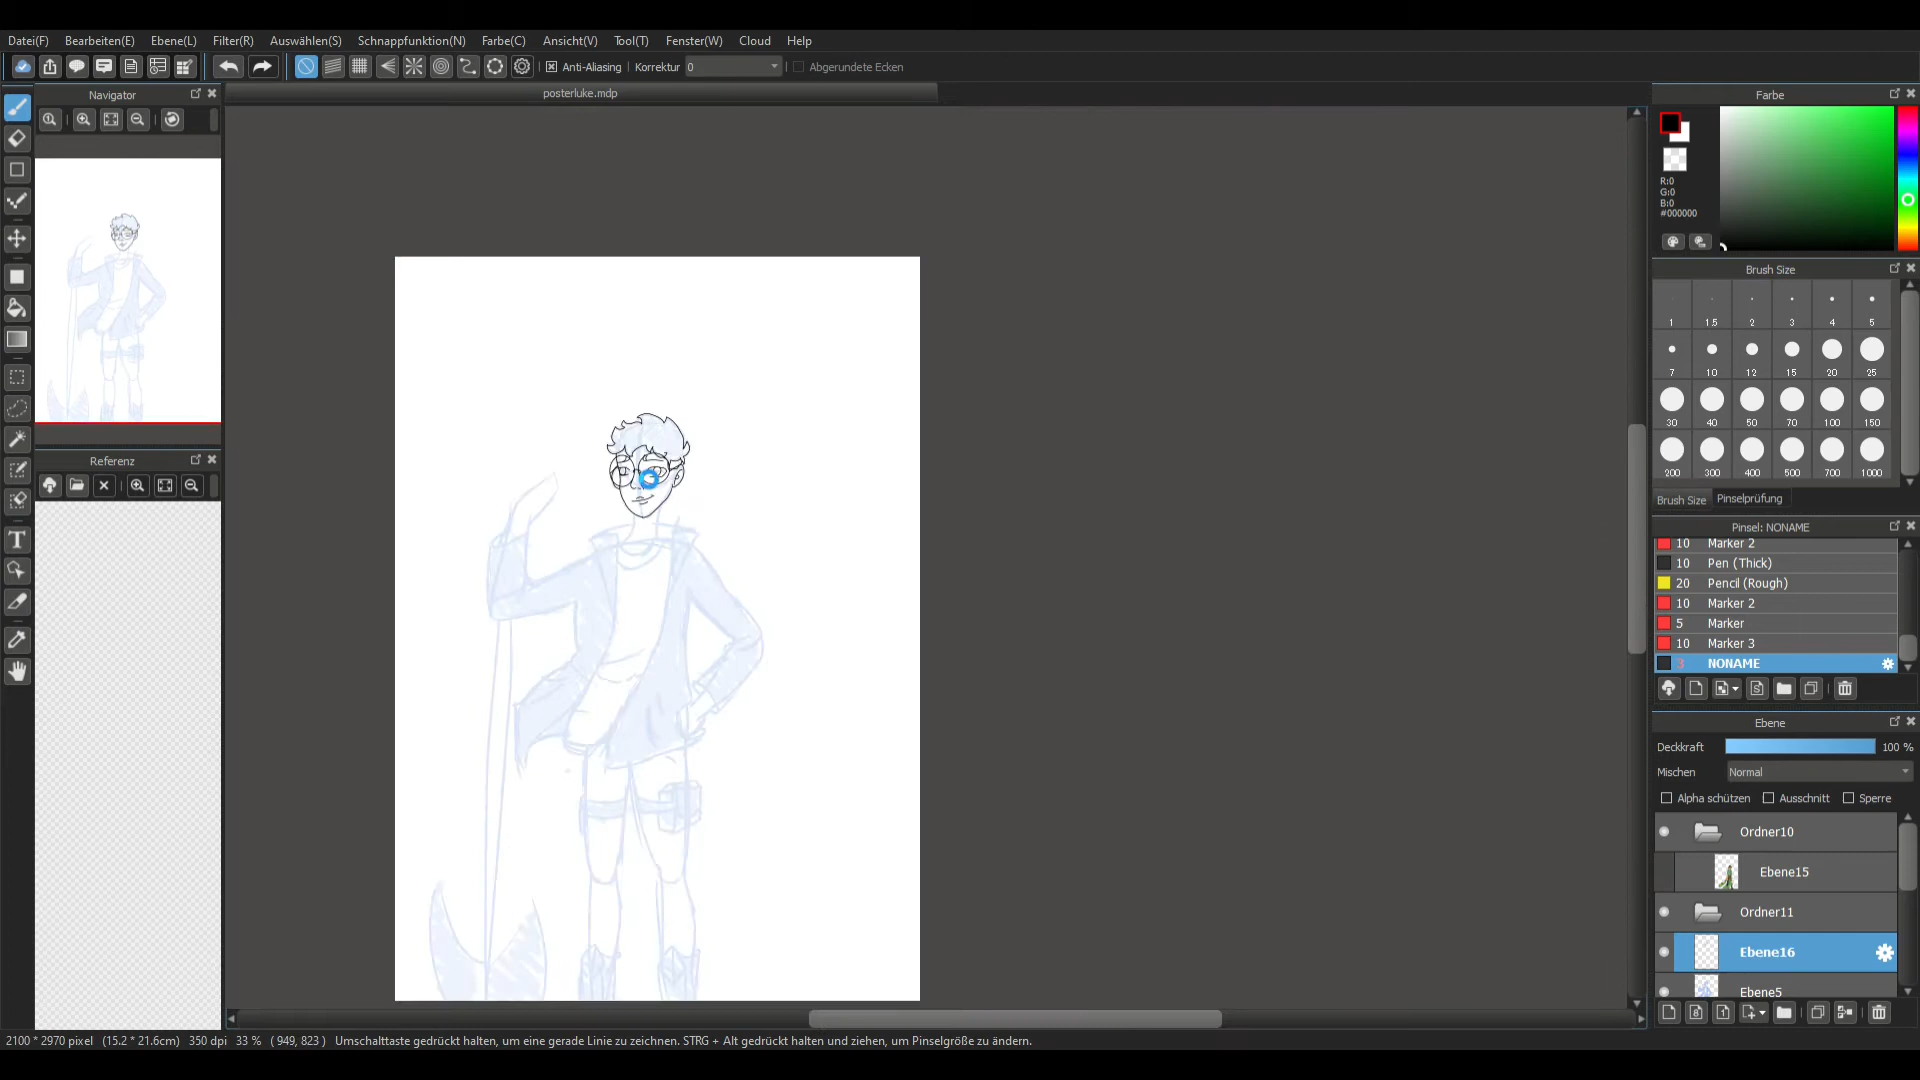 Datei(F) Bearbeiten(E) Ebene(L) Filter(R) Auswählen(S) Schnappfunktion(N) Farbe(C) Ansicht(V) Tool(T) Fenster(W) Cloud Help
Anti-Aliasing Korrektur 0 Abgerundete Ecken
Navigator
posterluke.mdp
Referenz
Farbe
R:0
G:0
B:0
#000000
Brush Size
1 1.5 2 3 4 5
7 10 12 15 20 25
30 40 50 70 100 150
200 300 400 500 700 1000
Brush Size Pinselprüfung
Pinsel: NONAME
10 Marker 2
10 Pen (Thick)
20 Pencil (Rough)
10 Marker 2
5 Marker
10 Marker 3
3 NONAME
Ebene
Deckkraft 100 %
Mischen Normal
Alpha schützen Ausschnitt Sperre
Ordner10
Ebene15
Ordner11
Ebene16
Ebene5
2100 * 2970 pixel (15.2 * 21.6cm) 350 dpi 33 % ( 949, 823 ) Umschalttaste gedrückt halten, um eine gerade Linie zu zeichnen. STRG + Alt gedrückt halten und ziehen, um Pinselgröße zu ändern.